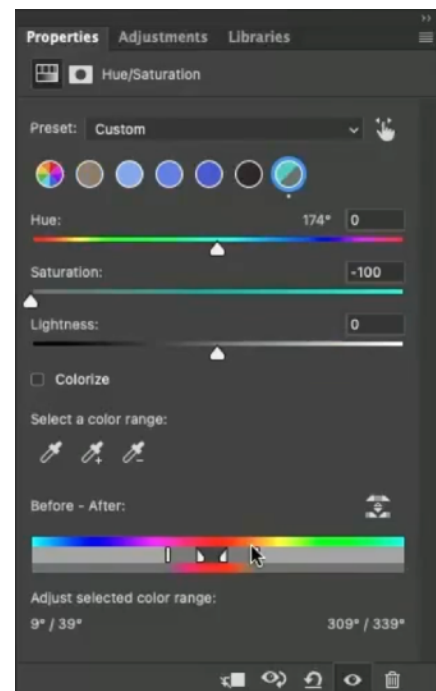 Properties Adjustments Libraries
Hue/Saturation
Preset: Custom
Hue: 174° 0
Saturation: -100
Lightness: 0
Colorize
Select a color range:
Before - After:
Adjust selected color range:
9° / 39° 309° / 339°